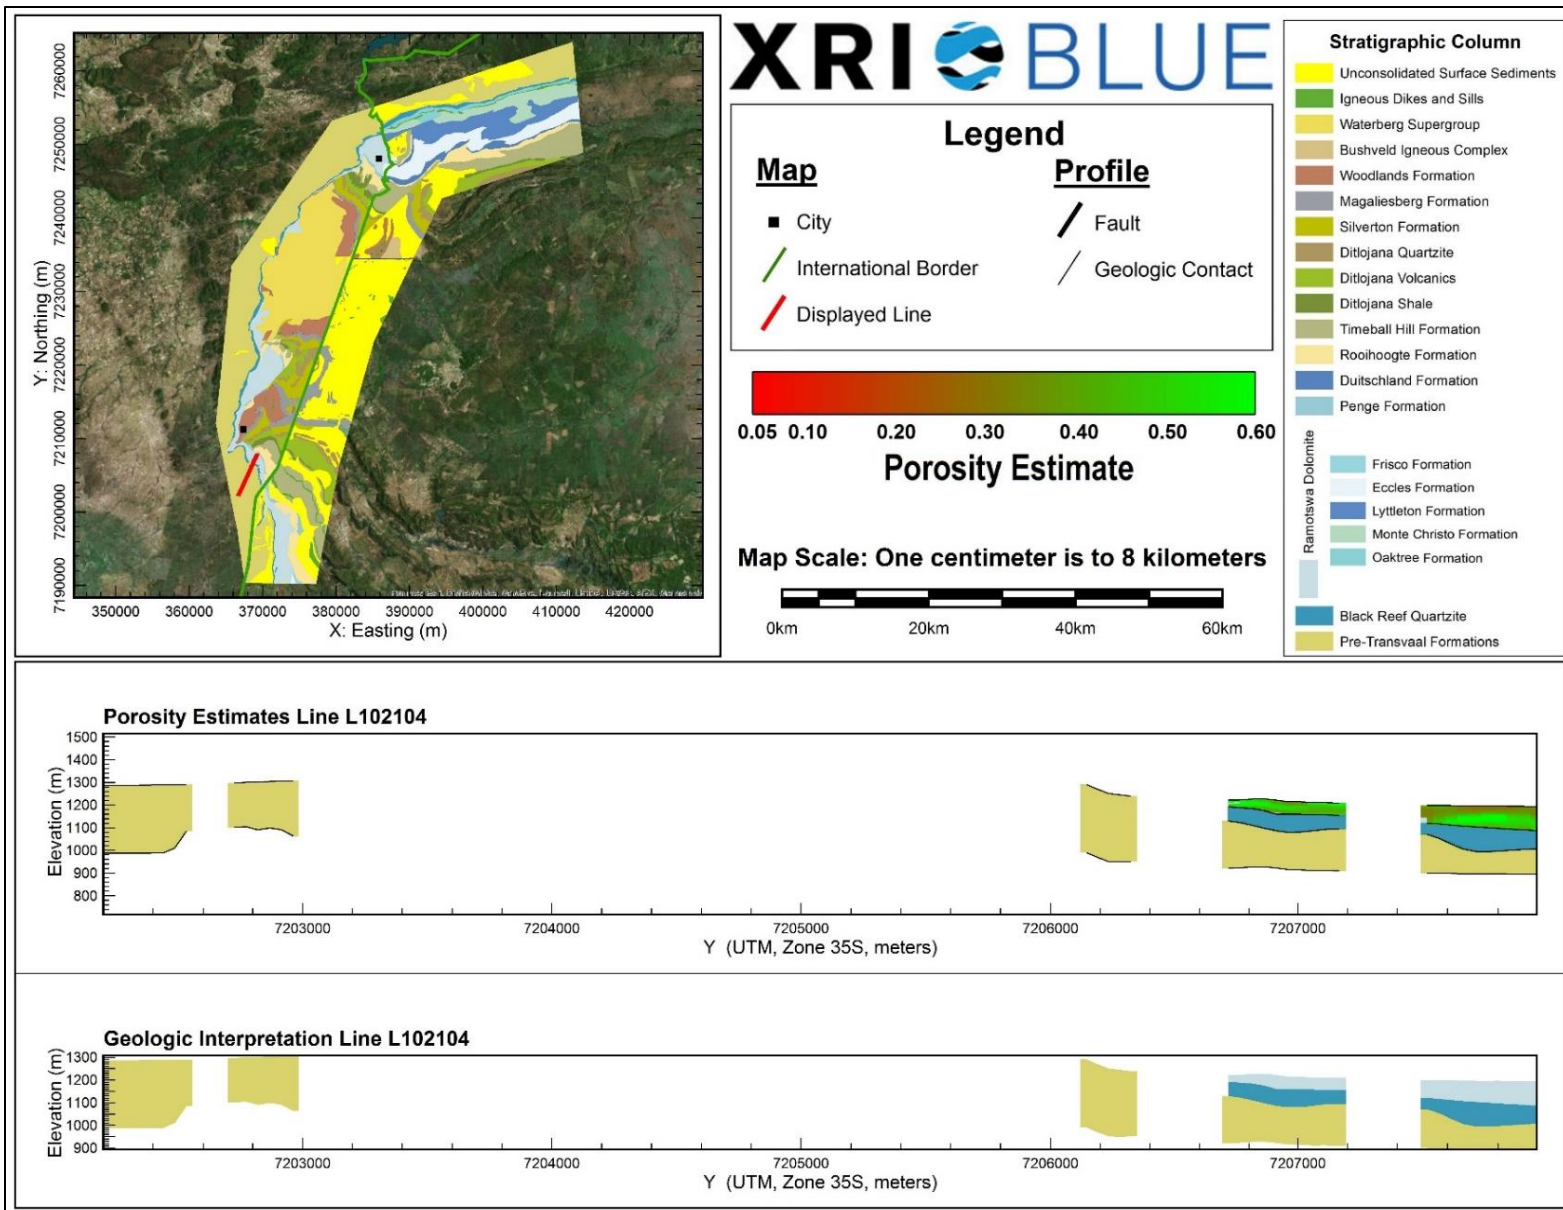 XRI BLUE
Y: Northing (m)
7260000
7250000
7240000
7230000
7220000
7210000
7200000
7190000
350000 360000 370000 380000 390000 400000 410000 420000
X: Easting (m)
Legend
Map
City
International Border
Displayed Line
Profile
Fault
Geologic Contact
0.05 0.10 0.20 0.30 0.40 0.50 0.60
Porosity Estimate
Map Scale: One centimeter is to 8 kilometers
0km 20km 40km 60km
Stratigraphic Column
Unconsolidated Surface Sediments
Igneous Dikes and Sills
Waterberg Supergroup
Bushveld Igneous Complex
Woodlands Formation
Magaliesberg Formation
Silverton Formation
Ditlojana Quartzite
Ditlojana Volcanics
Ditlojana Shale
Timeball Hill Formation
Rooihoogte Formation
Duitschland Formation
Penge Formation
Ramotswa Dolomite
Frisco Formation
Eccles Formation
Lyttleton Formation
Monte Christo Formation
Oaktree Formation
Black Reef Quartzite
Pre-Transvaal Formations
Porosity Estimates Line L102104
Elevation (m)
1500
1400
1300
1200
1100
1000
900
800
7203000 7204000 7205000 7206000 7207000
Y (UTM, Zone 35S, meters)
Geologic Interpretation Line L102104
Elevation (m)
1300
1200
1100
1000
900
7203000 7204000 7205000 7206000 7207000
Y (UTM, Zone 35S, meters)